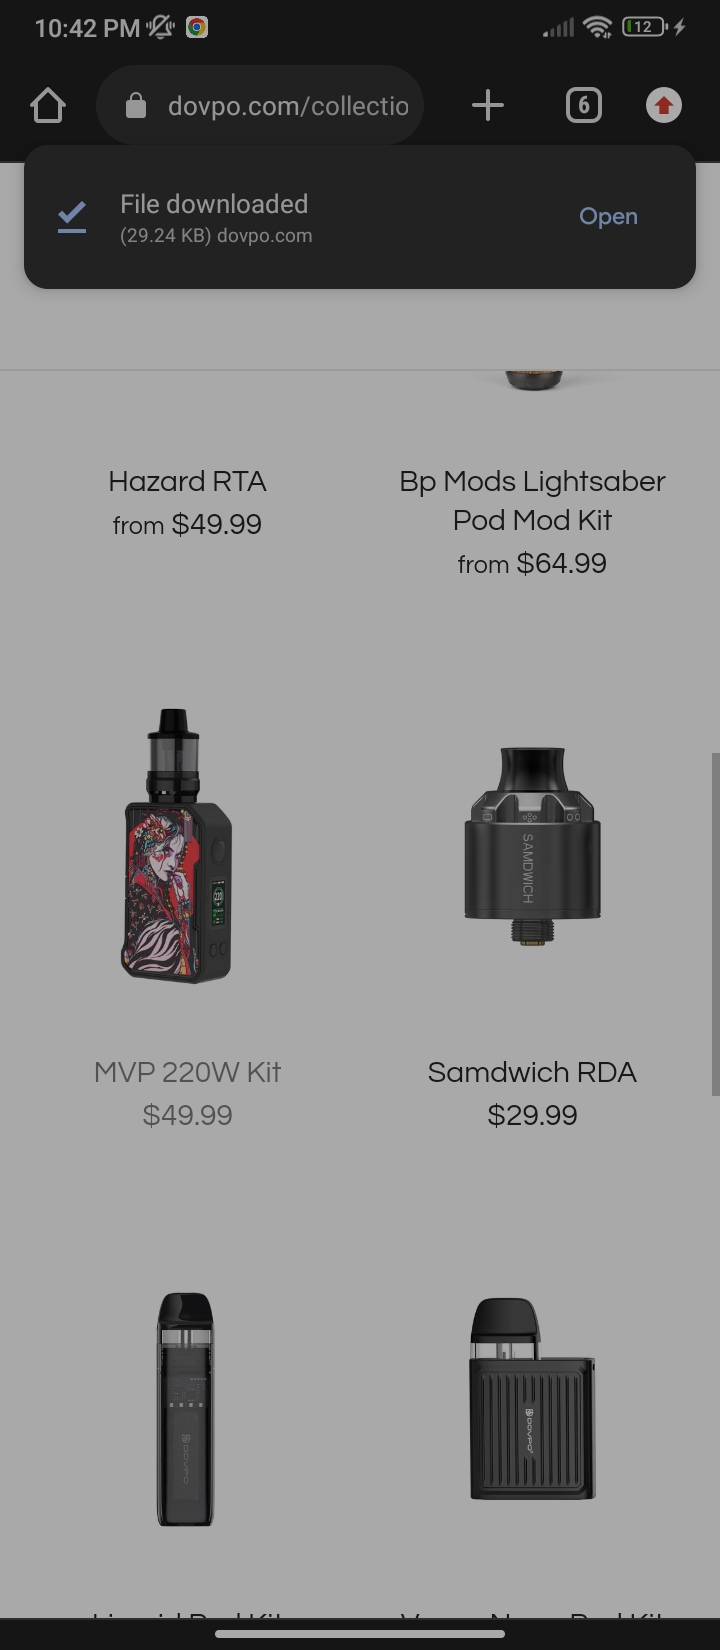 10:42 PM
12
dovpo.com/collectio
6
File downloaded
(29.24 KB) dovpo.com
Open
Hazard RTA
from $49.99
Bp Mods Lightsaber
Pod Mod Kit
from $64.99
220
SAMDWICH
MVP 220W Kit
$49.99
Samdwich RDA
$29.99
DOVPO
DOVPO